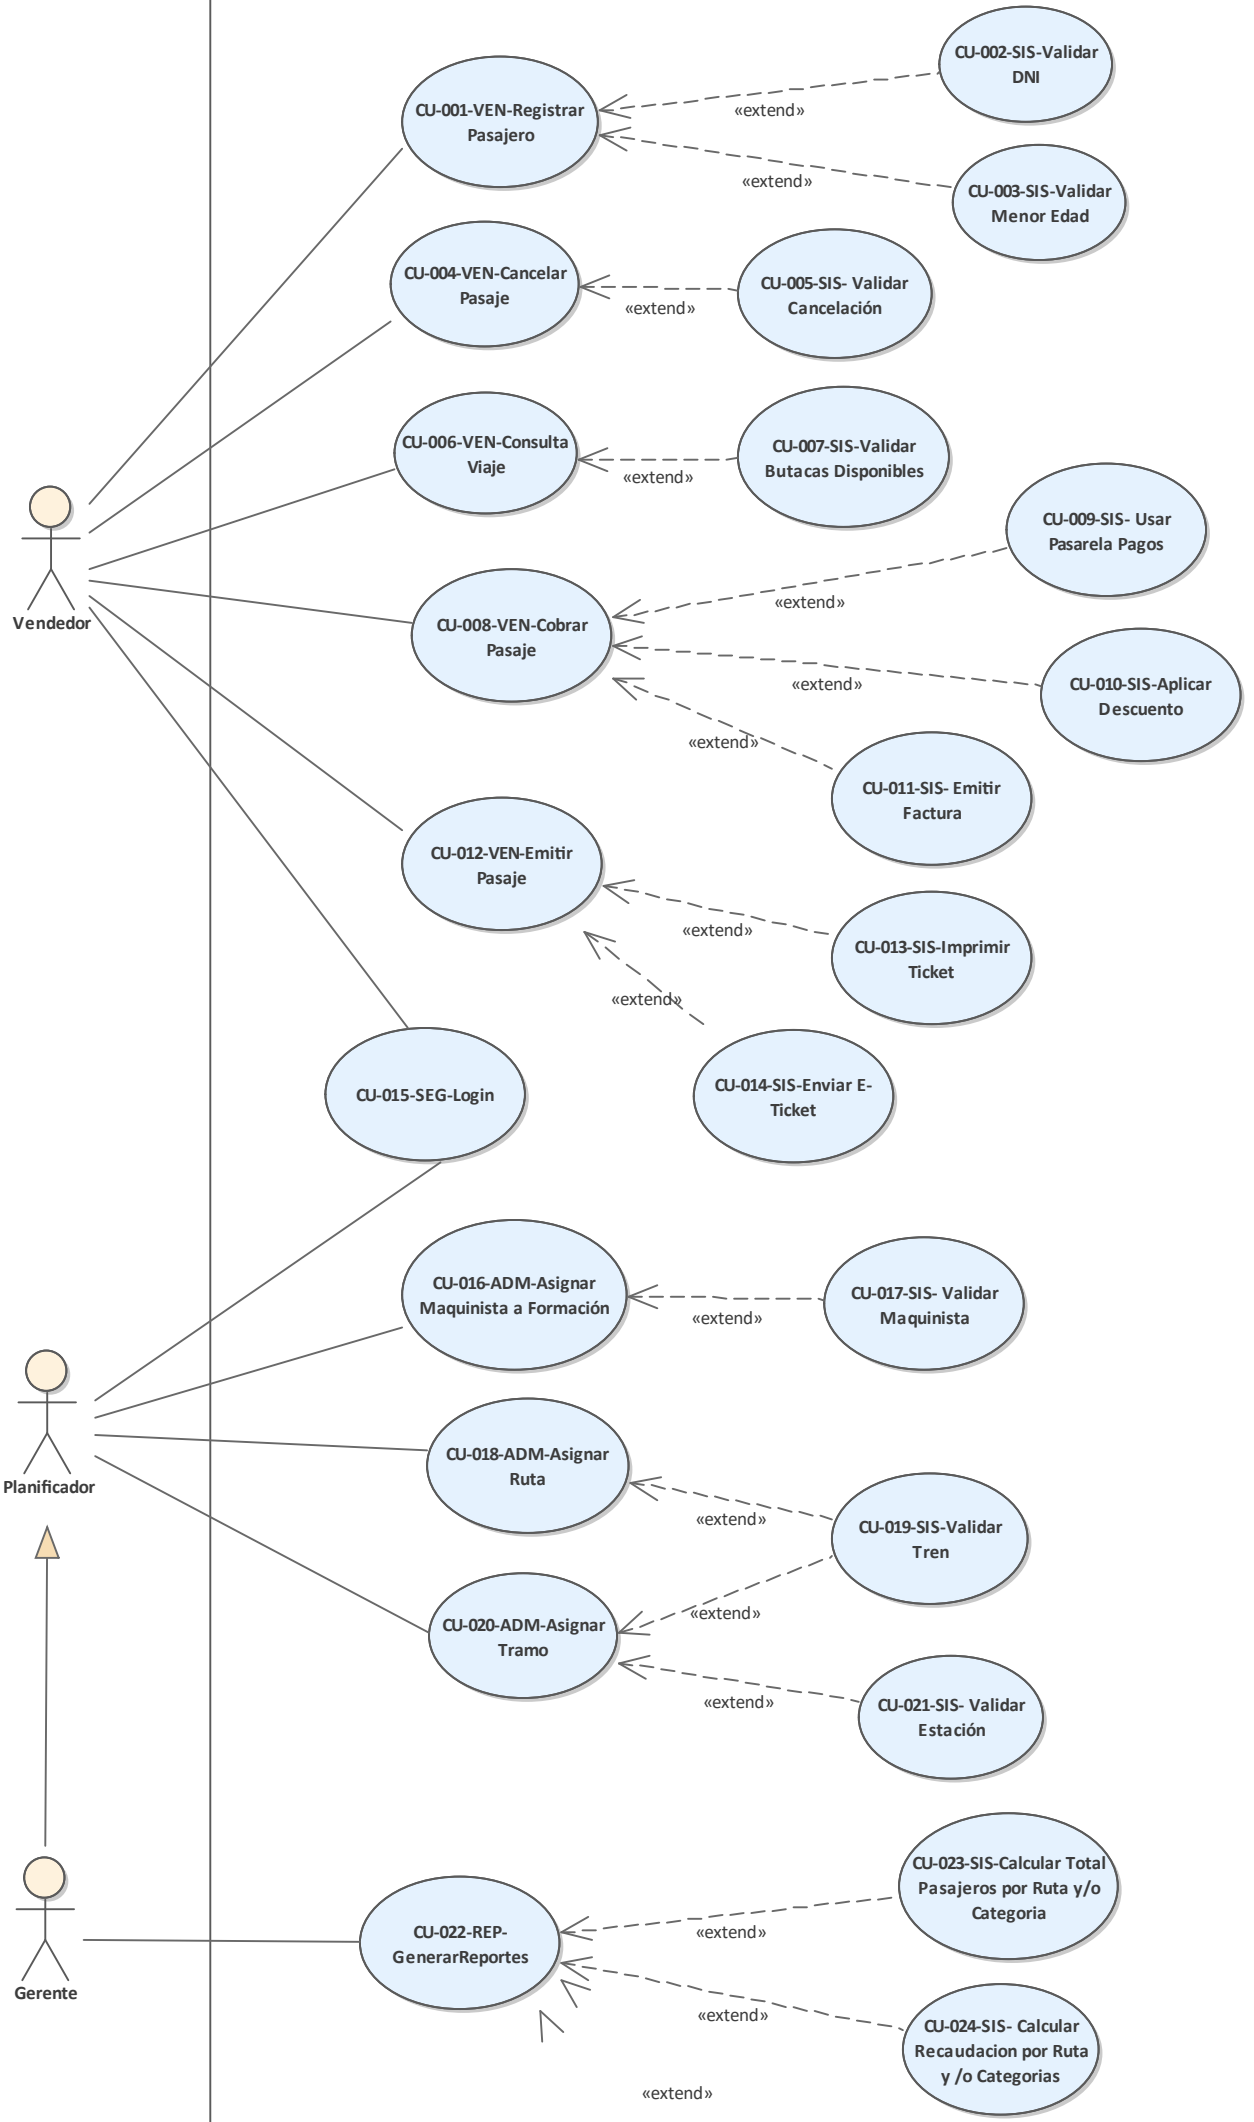 CU-002-SIS-Validar
DNI
CU-001-VEN-Registrar
Pasajero
«extend»
«extend»
CU-003-SIS-Validar
Menor Edad
CU-004-VEN-Cancelar
Pasaje
«extend»
CU-005-SIS- Validar
Cancelación
CU-006-VEN-Consulta
Viaje
«extend»
CU-007-SIS-Validar
Butacas Disponibles
CU-009-SIS- Usar
Pasarela Pagos
Vendedor
«extend»
CU-008-VEN-Cobrar
Pasaje
«extend»
CU-010-SIS-Aplicar
Descuento
«extend»
CU-011-SIS- Emitir
Factura
CU-012-VEN-Emitir
Pasaje
«extend»
CU-013-SIS-Imprimir
Ticket
«extend»
CU-015-SEG-Login
CU-014-SIS-Enviar E-
Ticket
CU-016-ADM-Asignar
Maquinista a Formación
«extend»
CU-017-SIS- Validar
Maquinista
CU-018-ADM-Asignar
Ruta
Planificador
«extend»
CU-019-SIS-Validar
Tren
«extend»
CU-020-ADM-Asignar
Tramo
«extend»
CU-021-SIS- Validar
Estación
CU-023-SIS-Calcular Total
Pasajeros por Ruta y/o
Categoria
«extend»
CU-022-REP-
GenerarReportes
Gerente
«extend»
CU-024-SIS- Calcular
Recaudacion por Ruta
y /o Categorias
«extend»